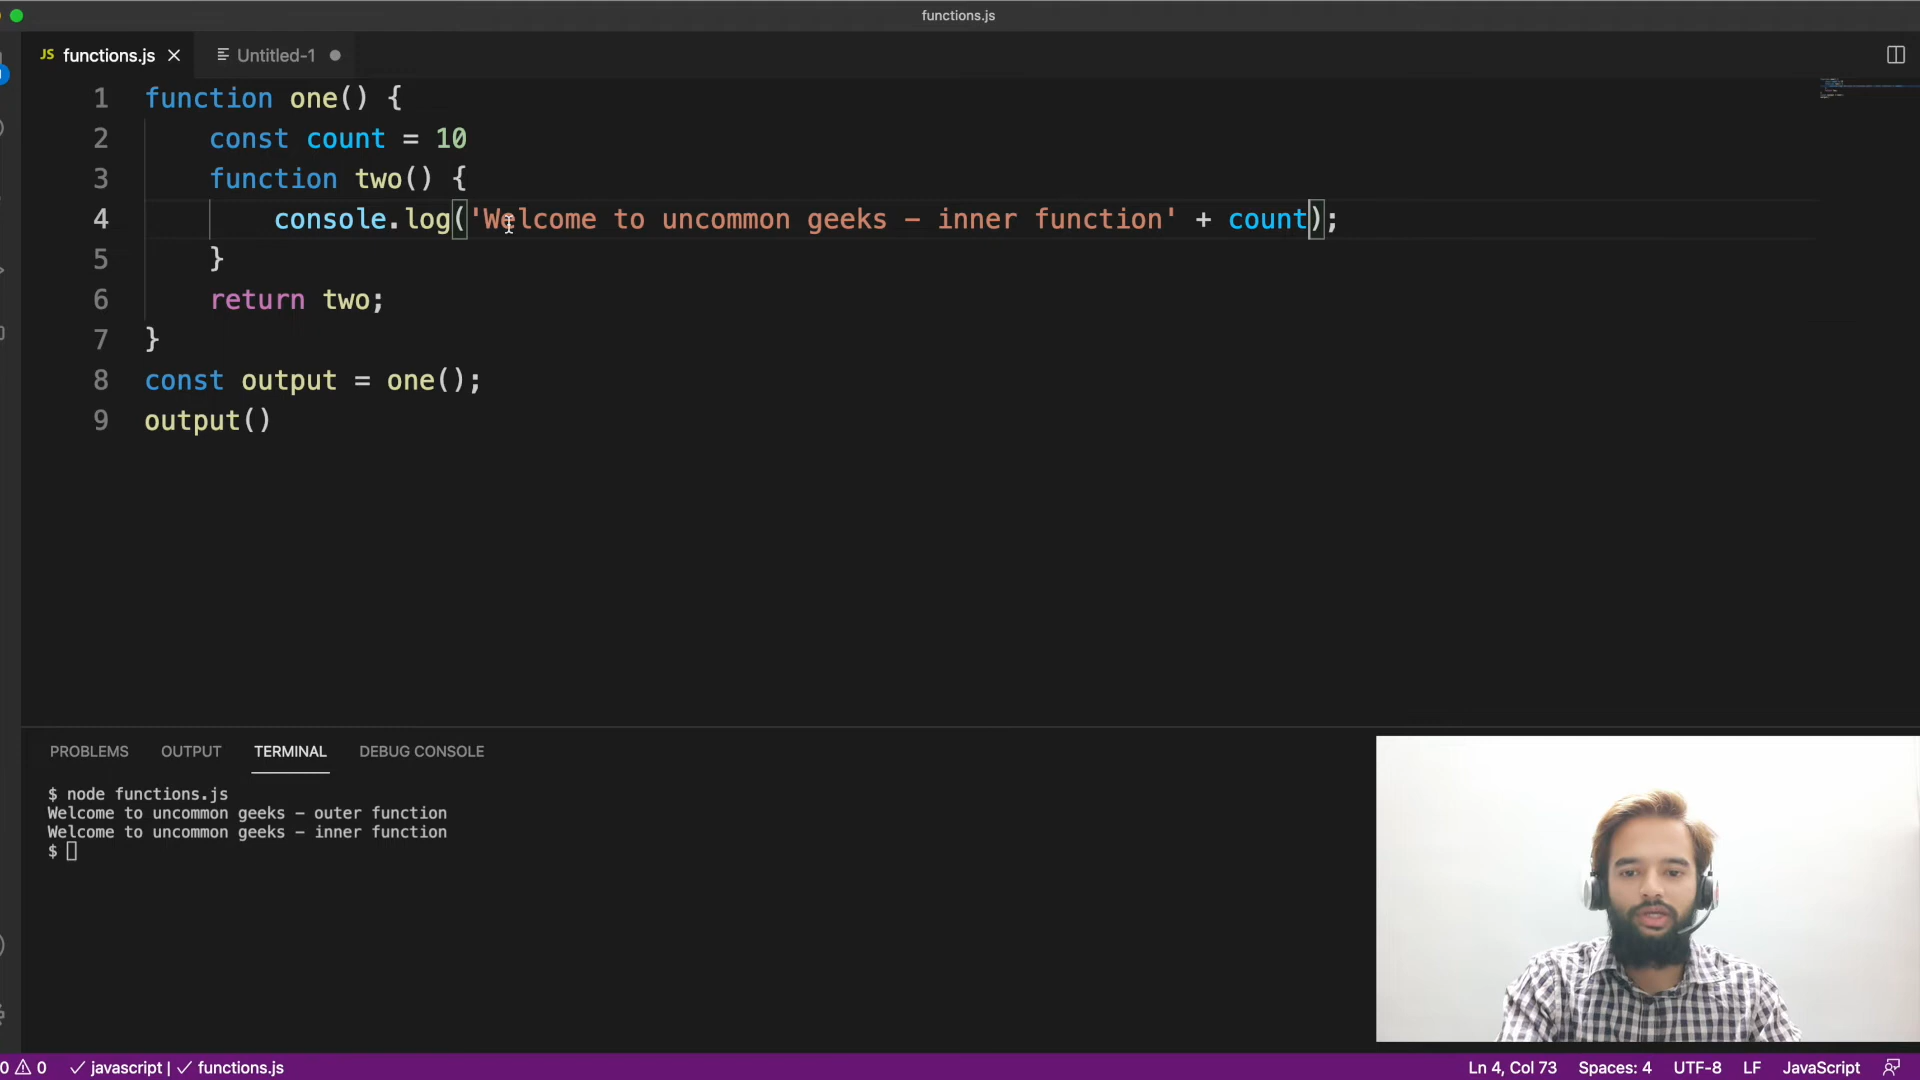 functions.js
JS functions.js Untitled-1
1 function one() {
2 const count = 10
3 function two() {
4 console.log('Welcome to uncommon geeks – inner function' + count);
5 }
6 return two;
7 }
8 const output = one();
9 output()
PROBLEMS OUTPUT TERMINAL DEBUG CONSOLE
$ node functions.js
Welcome to uncommon geeks – outer function
Welcome to uncommon geeks – inner function
$
0 0 javascript | functions.js Ln 4, Col 73 Spaces: 4 UTF-8 LF JavaScript